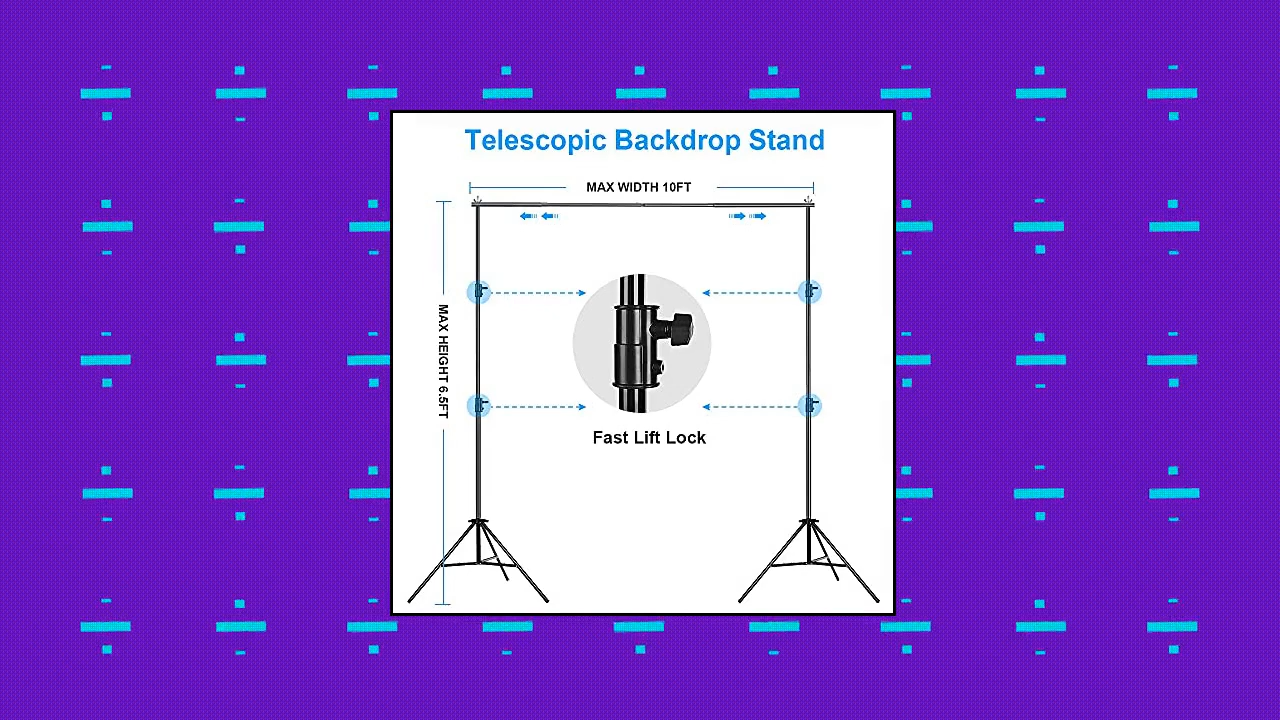 Telescopic Backdrop Stand
MAX WIDTH 10FT
MAX HEIGHT 6.5FT
Fast Lift Lock